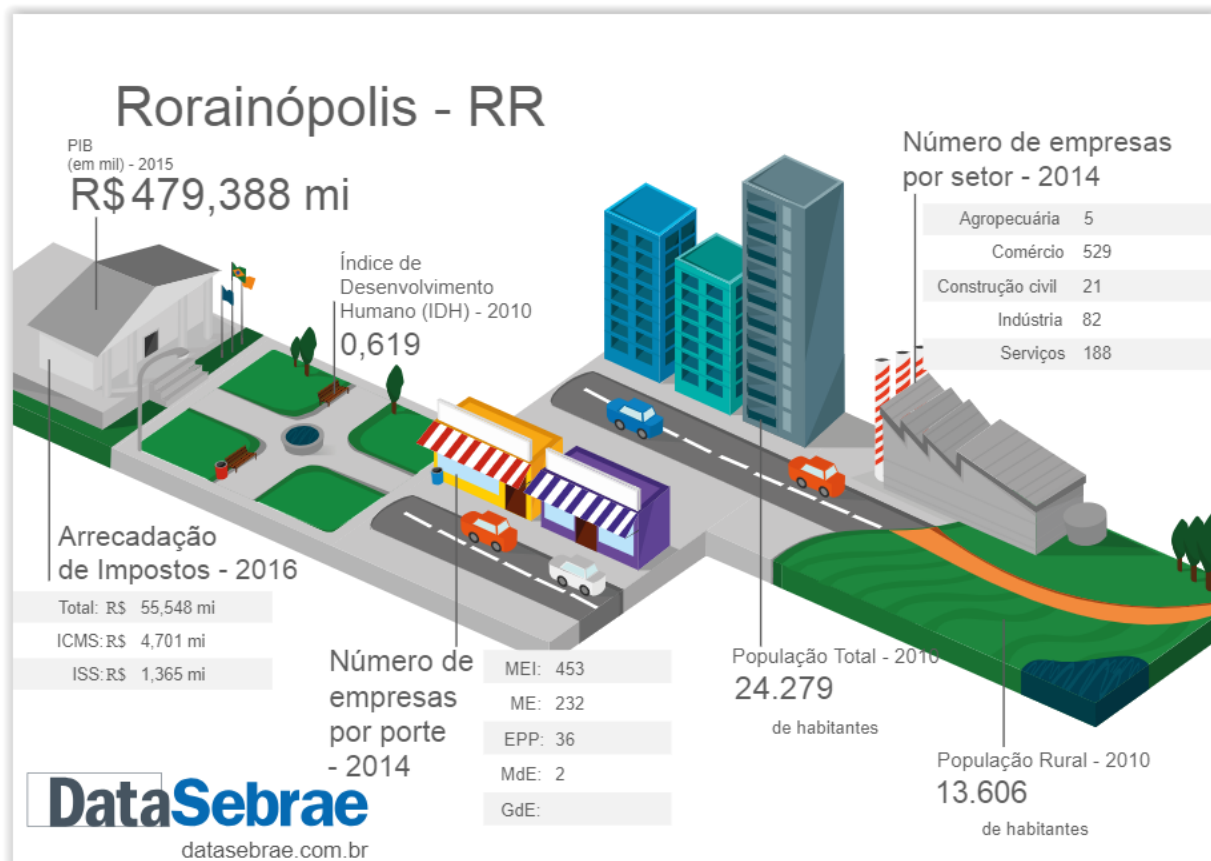 Rorainópolis - RR
PIB
(em mil) - 2015
R$ 479,388 mi
Índice de
Desenvolvimento
Humano (IDH) - 2010
0,619
Número de empresas
por setor - 2014
Agropecuária 5
Comércio 529
Construção civil 21
Indústria 82
Serviços 188
Arrecadação
de Impostos - 2016
Total: R$ 55,548 mi
ICMS: R$ 4,701 mi
ISS: R$ 1,365 mi
Número de
empresas
por porte
- 2014
MEI: 453
ME: 232
EPP: 36
MdE: 2
GdE:
População Total - 2010
24.279
de habitantes
População Rural - 2010
13.606
de habitantes
DataSebrae
datasebrae.com.br